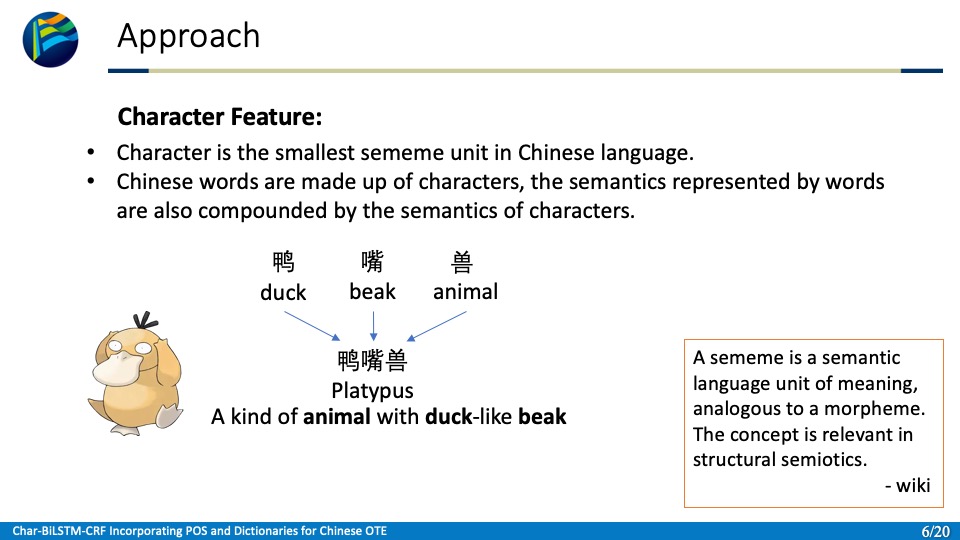 Approach
Character Feature:
• Character is the smallest sememe unit in Chinese language.
• Chinese words are made up of characters, the semantics represented by words
are also compounded by the semantics of characters.
鸭 嘴 兽
duck beak animal
鸭嘴兽
Platypus
A kind of animal with duck-like beak
A sememe is a semantic
language unit of meaning,
analogous to a morpheme.
The concept is relevant in
structural semiotics.
- wiki
Char-BiLSTM-CRF Incorporating POS and Dictionaries for Chinese OTE 6/20